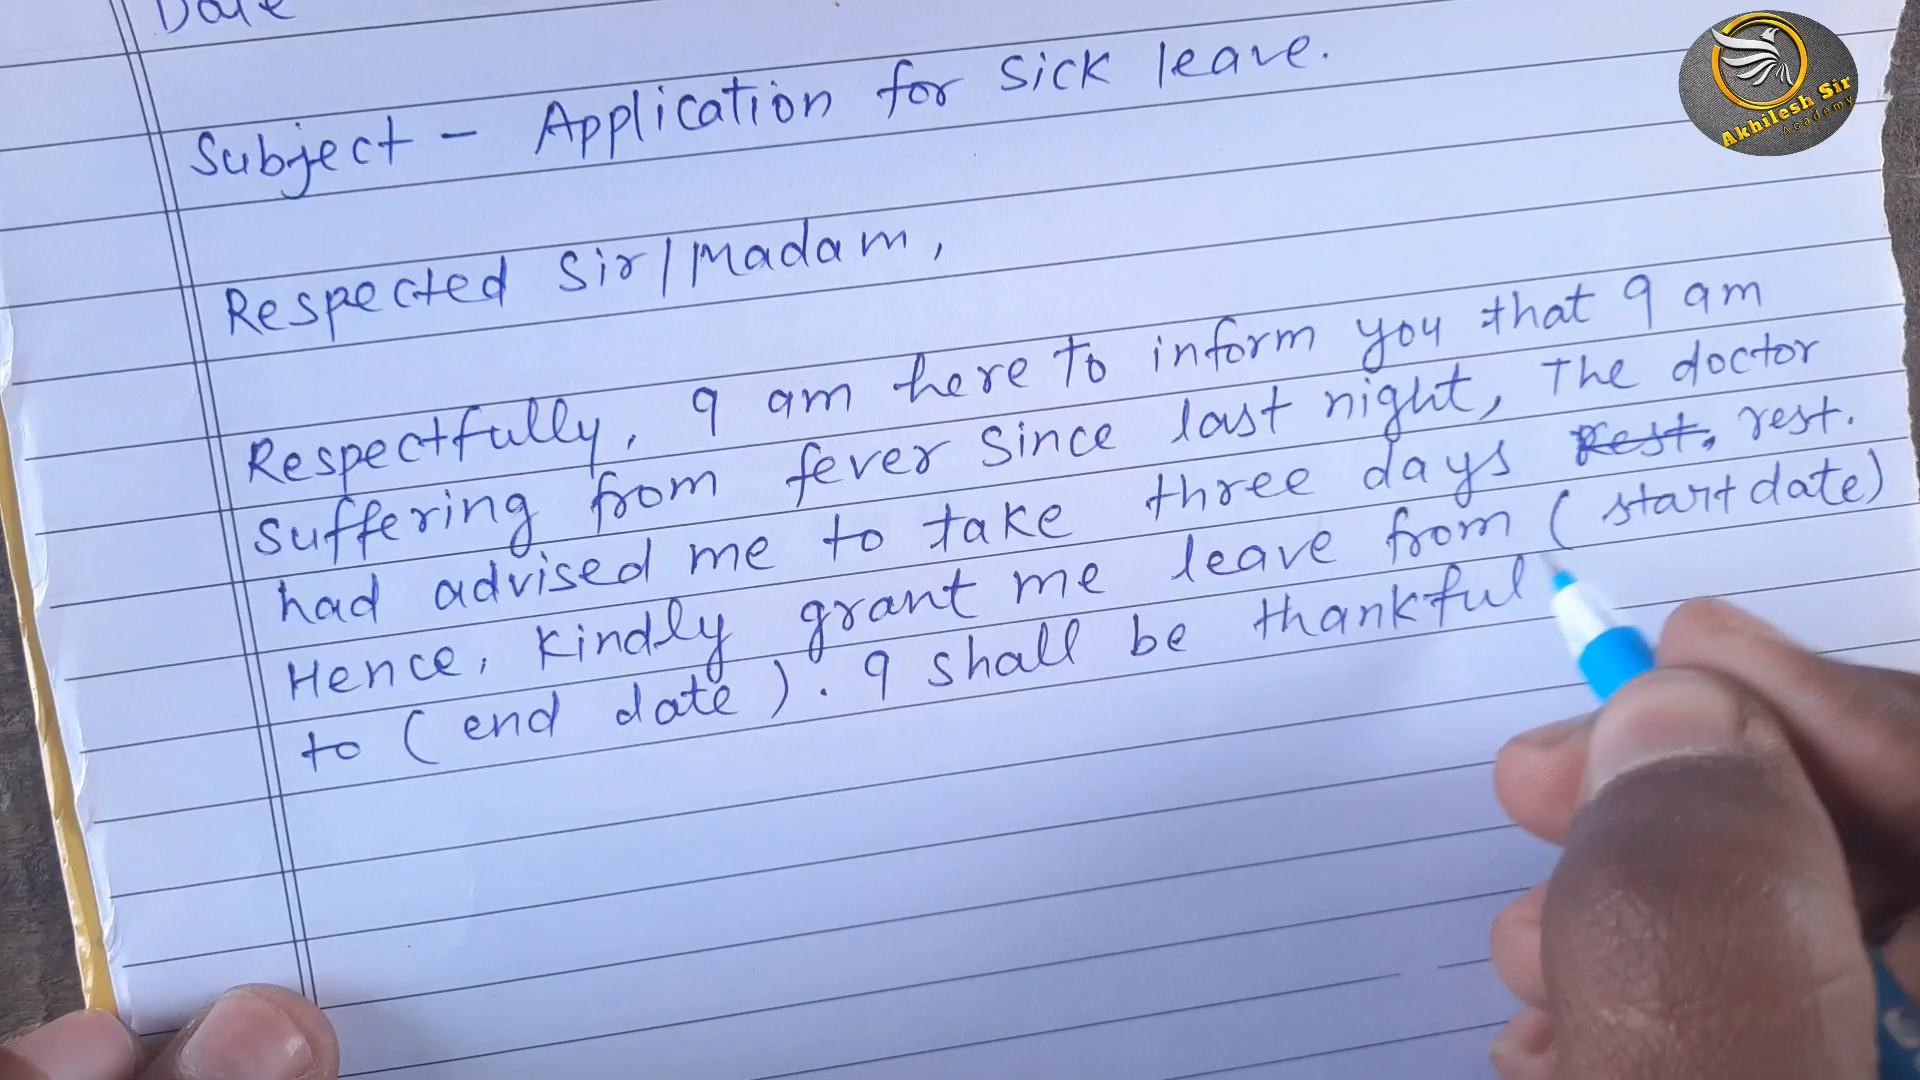 Date
Subject - Application for sick leave.
Respected Sir/Madam,
Respectfully, I am here to inform you that I am
suffering from fever since last night, The doctor
had advised me to take three days Rest, rest.
Hence, kindly grant me leave from (start date)
to (end date). I shall be thankful
Akhilesh Sir
Academy